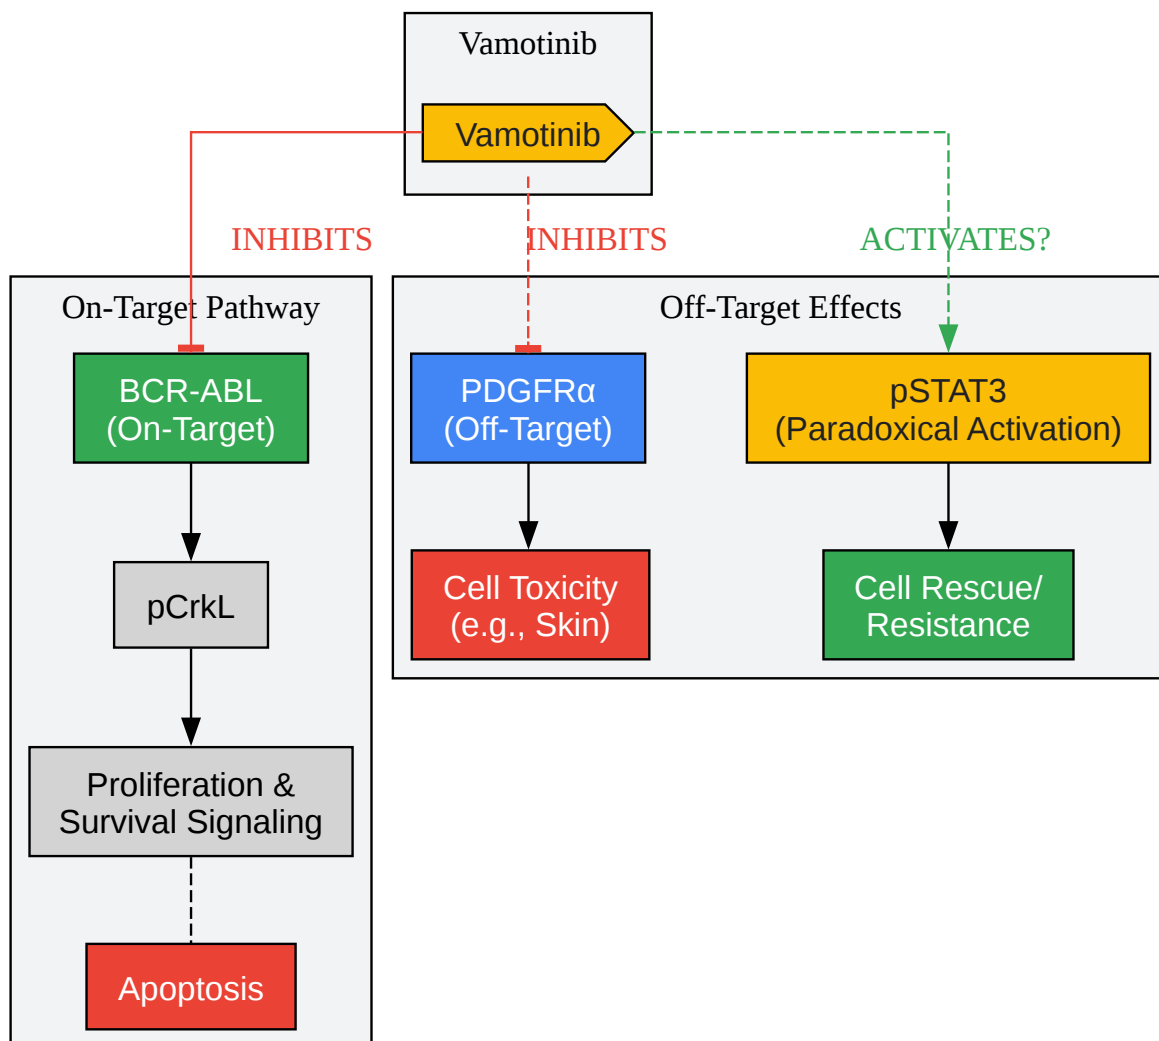 Vamotinib
Vamotinib
INHIBITS
INHIBITS
ACTIVATES?
On-Target Pathway
BCR-ABL
(On-Target)
pCrkL
Proliferation &
Survival Signaling
Apoptosis
Off-Target Effects
PDGFRα
(Off-Target)
Cell Toxicity
(e.g., Skin)
pSTAT3
(Paradoxical Activation)
Cell Rescue/
Resistance